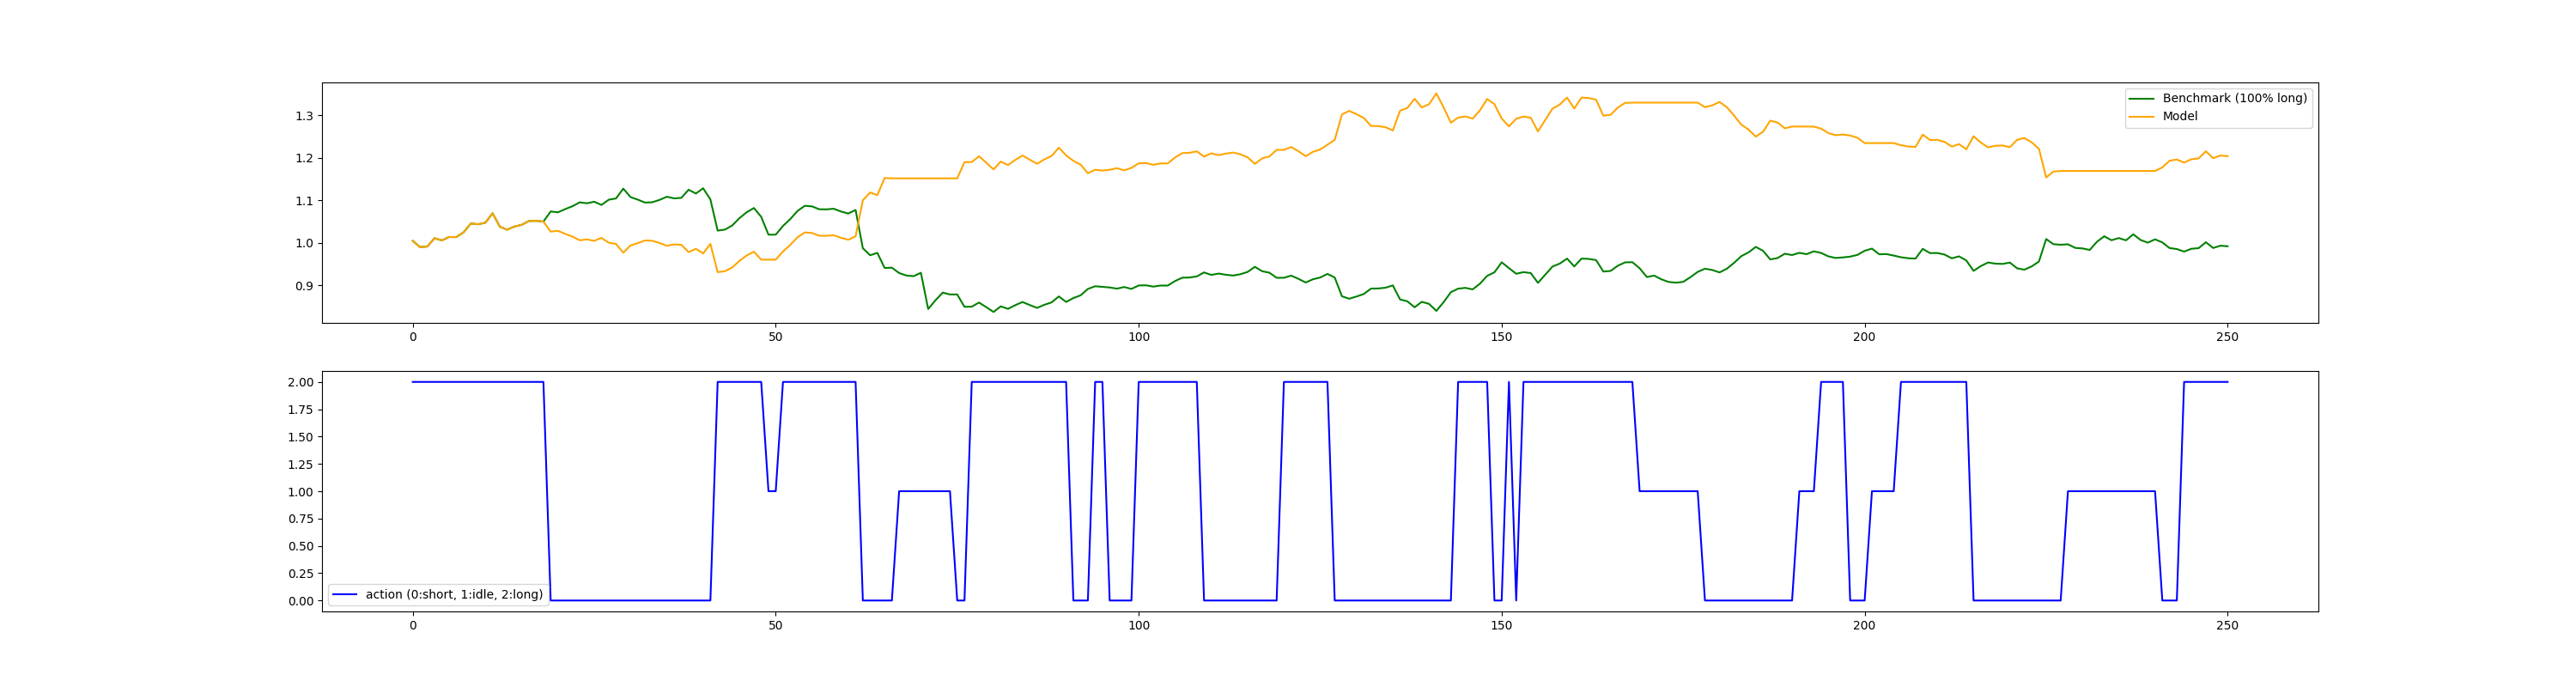 1.3
1.2
1.1
1.0
0.9
Benchmark (100% long)
Model
0 50 100 150 200 250
2.00
1.75
1.50
1.25
1.00
0.75
0.50
0.25
0.00
action (0:short, 1:idle, 2:long)
0 50 100 150 200 250